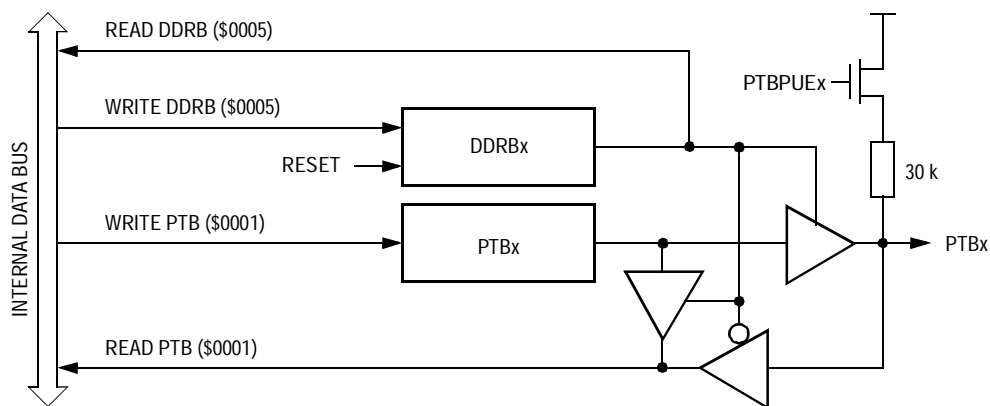 READ DDRB ($0005)
WRITE DDRB ($0005)
PTBPUEx
DDRBx
RESET
30 k
WRITE PTB ($0001)
PTBx
PTBx
READ PTB ($0001)
INTERNAL DATA BUS